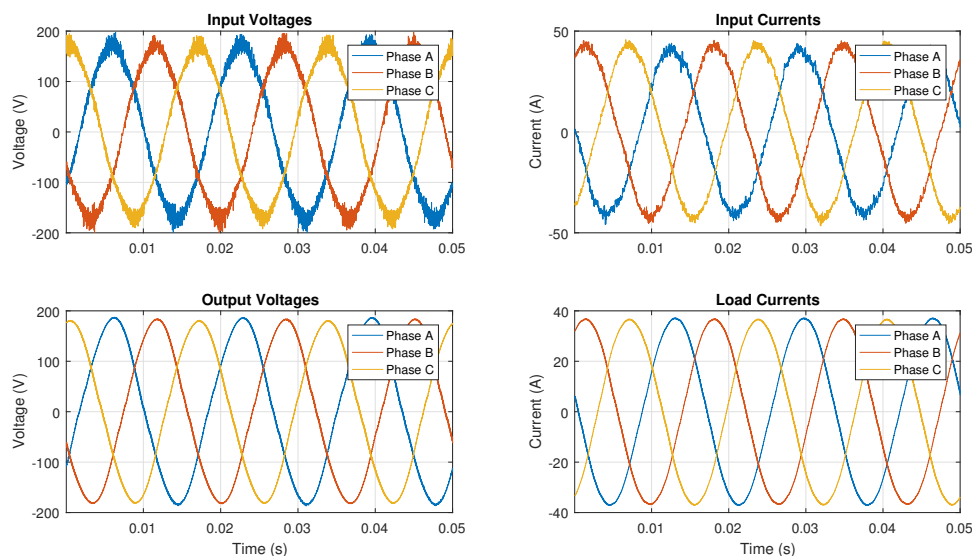 Input Voltages
200
100
0
-100
-200
Voltage (V)
0.01
0.02
0.03
0.04
0.05
Phase A
Phase B
Phase C
Input Currents
50
0
-50
Current (A)
0.01
0.02
0.03
0.04
0.05
Phase A
Phase B
Phase C
Output Voltages
200
100
0
-100
-200
Voltage (V)
0.01
0.02
0.03
0.04
0.05
Time (s)
Phase A
Phase B
Phase C
Load Currents
40
20
0
-20
-40
Current (A)
0.01
0.02
0.03
0.04
0.05
Time (s)
Phase A
Phase B
Phase C